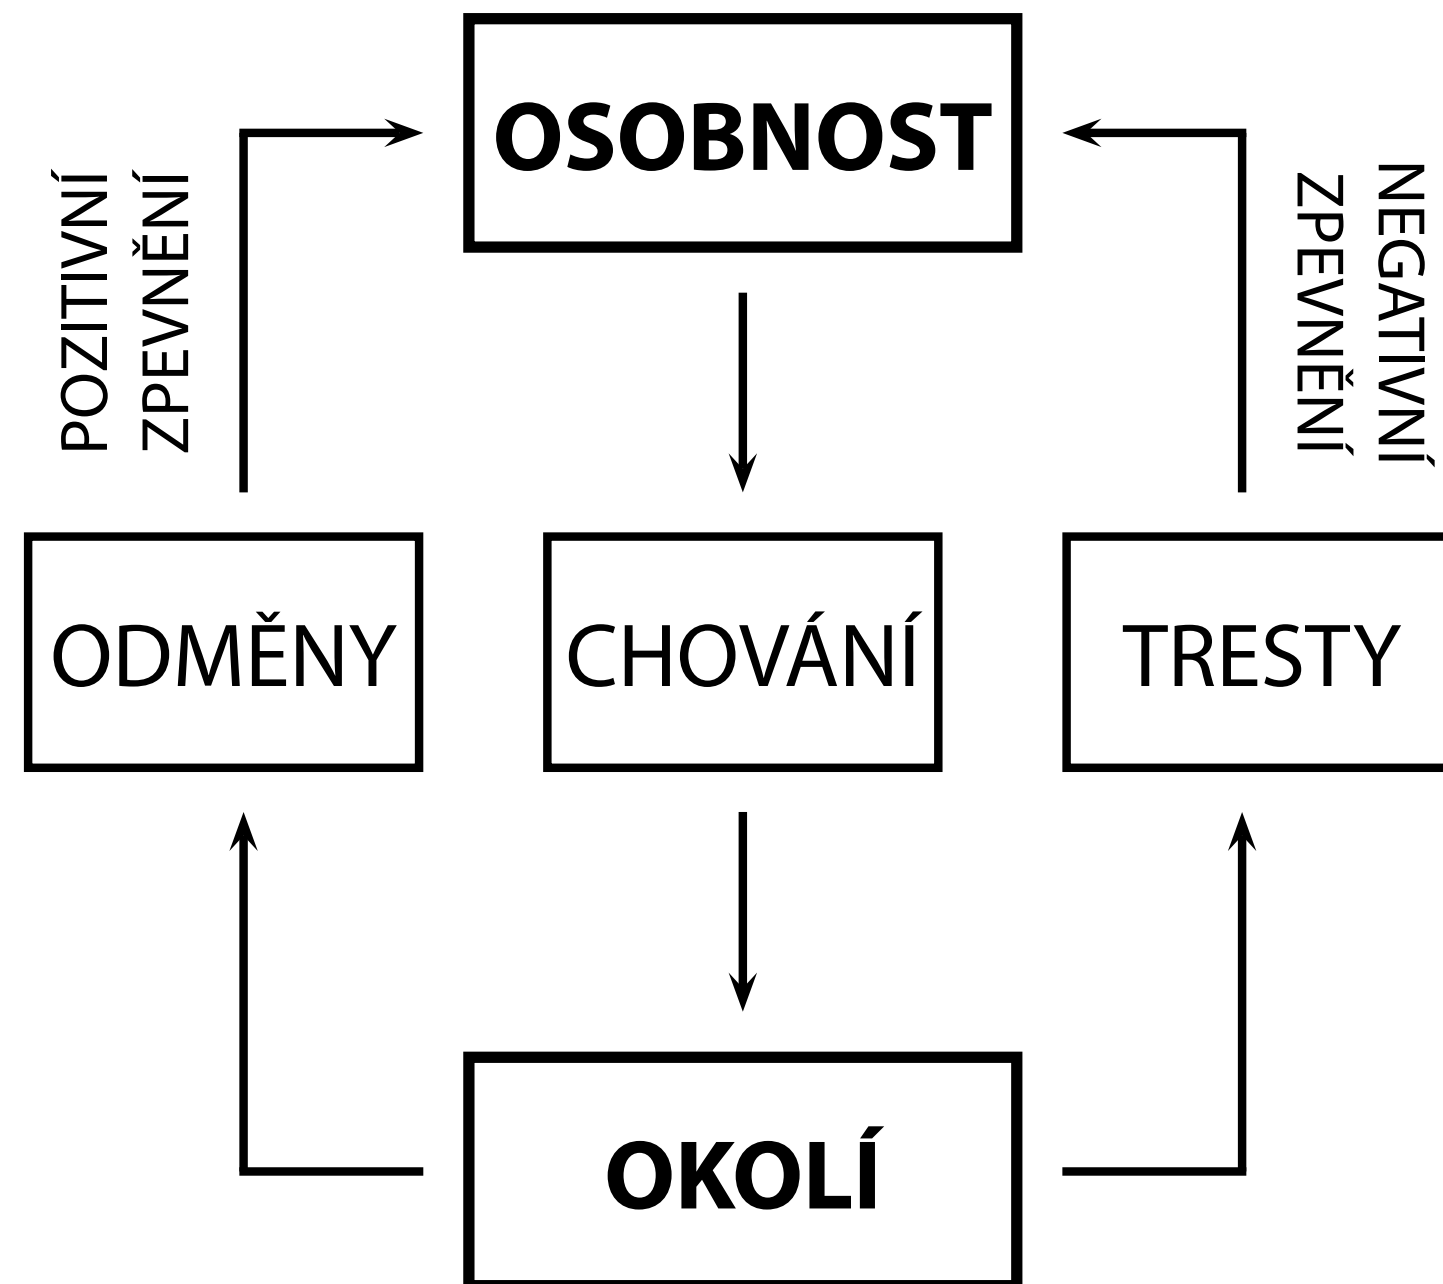 OSOBNOST
POZITIVNÍ
ZPEVNĚNÍ
NEGATIVNÍ
ZPEVNĚNÍ
ODMĚNY
CHOVÁNÍ
TRESTY
OKOLÍ